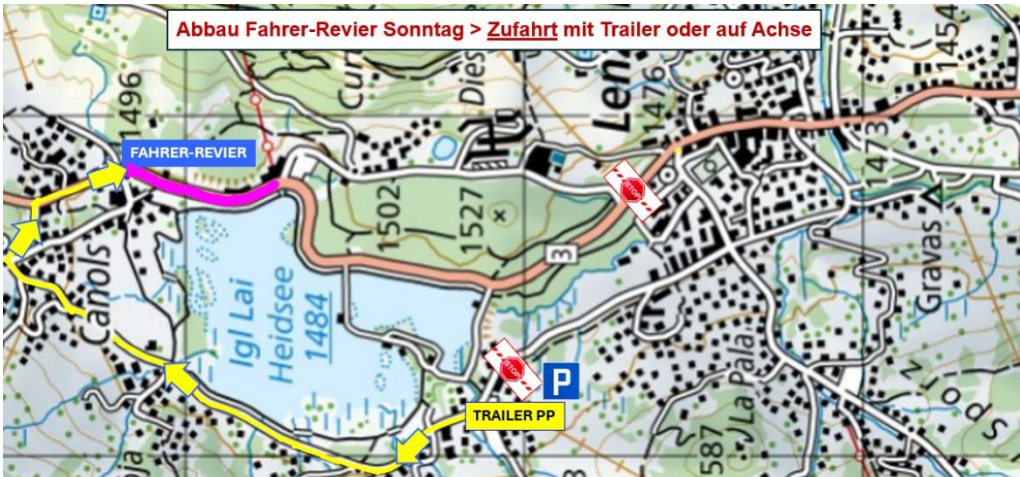 Abbau Fahrer-Revier Sonntag > Zufahrt mit Trailer oder auf Achse
1496
FAHRER-REVIER
1476
1454
1473
1502
1527
3
Canols
Igl Lai
Heidsee
1484
STOP
STOP
P
TRAILER PP
La Pala
587
Gravas